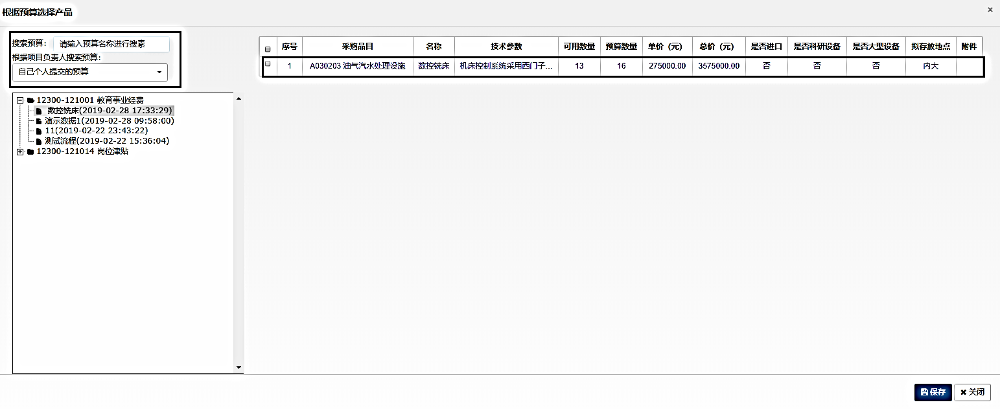 根据预算选择产品
×
搜索预算： 请输入预算名称进行搜素
根据项目负责人搜索预算：
自己个人提交的预算
12300-121001 教育事业经费
数控铣床(2019-02-28 17:33:29)
演示数据1(2019-02-28 09:58:00)
11(2019-02-22 23:43:22)
测试流程(2019-02-22 15:36:04)
12300-121014 岗位津贴
序号 采购品目 名称 技术参数 可用数量 预算数量 单价（元） 总价（元） 是否进口 是否科研设备 是否大型设备 拟存放地点 附件
1 A030203 油气汽水处理设施 数控铣床 机床控制系统采用西门子... 13 16 275000.00 3575000.00 否 否 否 内大
保存 ×关闭